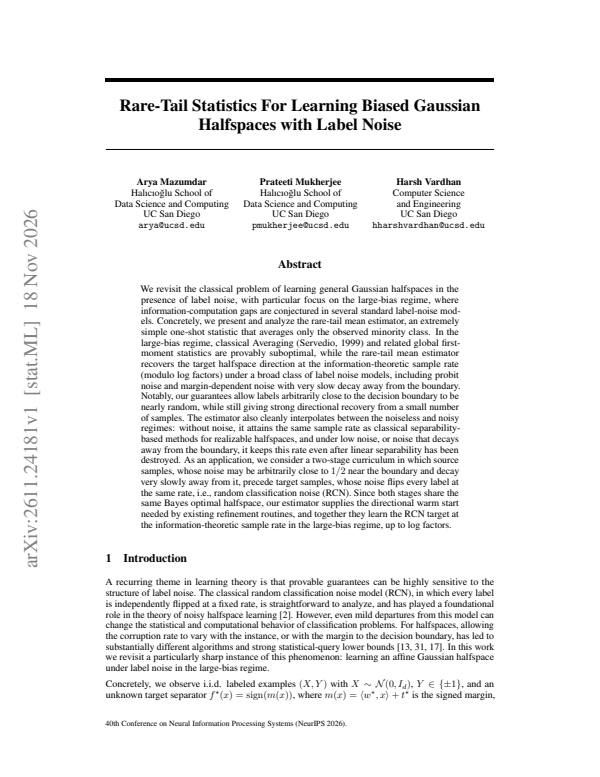 Rare-Tail Statistics For Learning Biased Gaussian
Halfspaces with Label Noise
Arya Mazumdar
Halıcıoğlu School of
Data Science and Computing
UC San Diego
arya@ucsd.edu
Prateeti Mukherjee
Halıcıoğlu School of
Data Science and Computing
UC San Diego
pmukherjee@ucsd.edu
Harsh Vardhan
Computer Science
and Engineering
UC San Diego
hharshvardhan@ucsd.edu
Abstract
We revisit the classical problem of learning general Gaussian halfspaces in the
presence of label noise, with particular focus on the large-bias regime, where
information-computation gaps are conjectured in several standard label-noise mod-
els. Concretely, we present and analyze the rare-tail mean estimator, an extremely
simple one-shot statistic that averages only the observed minority class. In the
large-bias regime, classical Averaging (Servedio, 1999) and related global first-
moment statistics are provably suboptimal, while the rare-tail mean estimator
recovers the target halfspace direction at the information-theoretic sample rate
(modulo log factors) under a broad class of label noise models, including probit
noise and margin-dependent noise with very slow decay away from the boundary.
Notably, our guarantees allow labels arbitrarily close to the decision boundary to be
nearly random, while still giving strong directional recovery from a small number
of samples. The estimator also cleanly interpolates between the noiseless and noisy
regimes: without noise, it attains the same sample rate as classical separability-
based methods for realizable halfspaces, and under low noise, or noise that decays
away from the boundary, it keeps this rate even after linear separability has been
destroyed. As an application, we consider a two-stage curriculum in which source
samples, whose noise may be arbitrarily close to 1/2 near the boundary and decay
very slowly away from it, precede target samples, whose noise flips every label at
the same rate, i.e., random classification noise (RCN). Since both stages share the
same Bayes optimal halfspace, our estimator supplies the directional warm start
needed by existing refinement routines, and together they learn the RCN target at
the information-theoretic sample rate in the large-bias regime, up to log factors.
1 Introduction
A recurring theme in learning theory is that provable guarantees can be highly sensitive to the
structure of label noise. The classical random classification noise model (RCN), in which every label
is independently flipped at a fixed rate, is straightforward to analyze, and has played a foundational
role in the theory of noisy halfspace learning [2]. However, even mild departures from this model can
change the statistical and computational behavior of classification problems. For halfspaces, allowing
the corruption rate to vary with the instance, or with the margin to the decision boundary, has led to
substantially different algorithms and strong statistical-query lower bounds [13, 31, 17]. In this work
we revisit a particularly sharp instance of this phenomenon: learning an affine Gaussian halfspace
under label noise in the large-bias regime.
Concretely, we observe i.i.d. labeled examples (X, Y) with X ∼ N(0, I_d), Y ∈ {±1}, and an
unknown target separator f*(x) = sign(m(x)), where m(x) = ⟨w*, x⟩ + t* is the signed margin,
40th Conference on Neural Information Processing Systems (NeurIPS 2026).
arXiv:2611.24181v1 [stat.ML] 18 Nov 2026